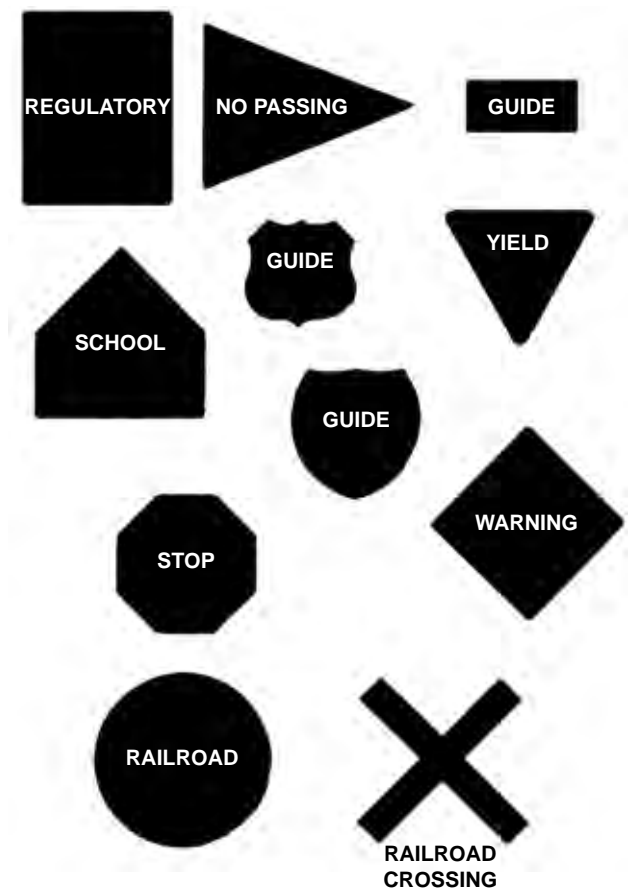 REGULATORY
NO PASSING
GUIDE
GUIDE
YIELD
SCHOOL
GUIDE
WARNING
STOP
RAILROAD
RAILROAD
CROSSING